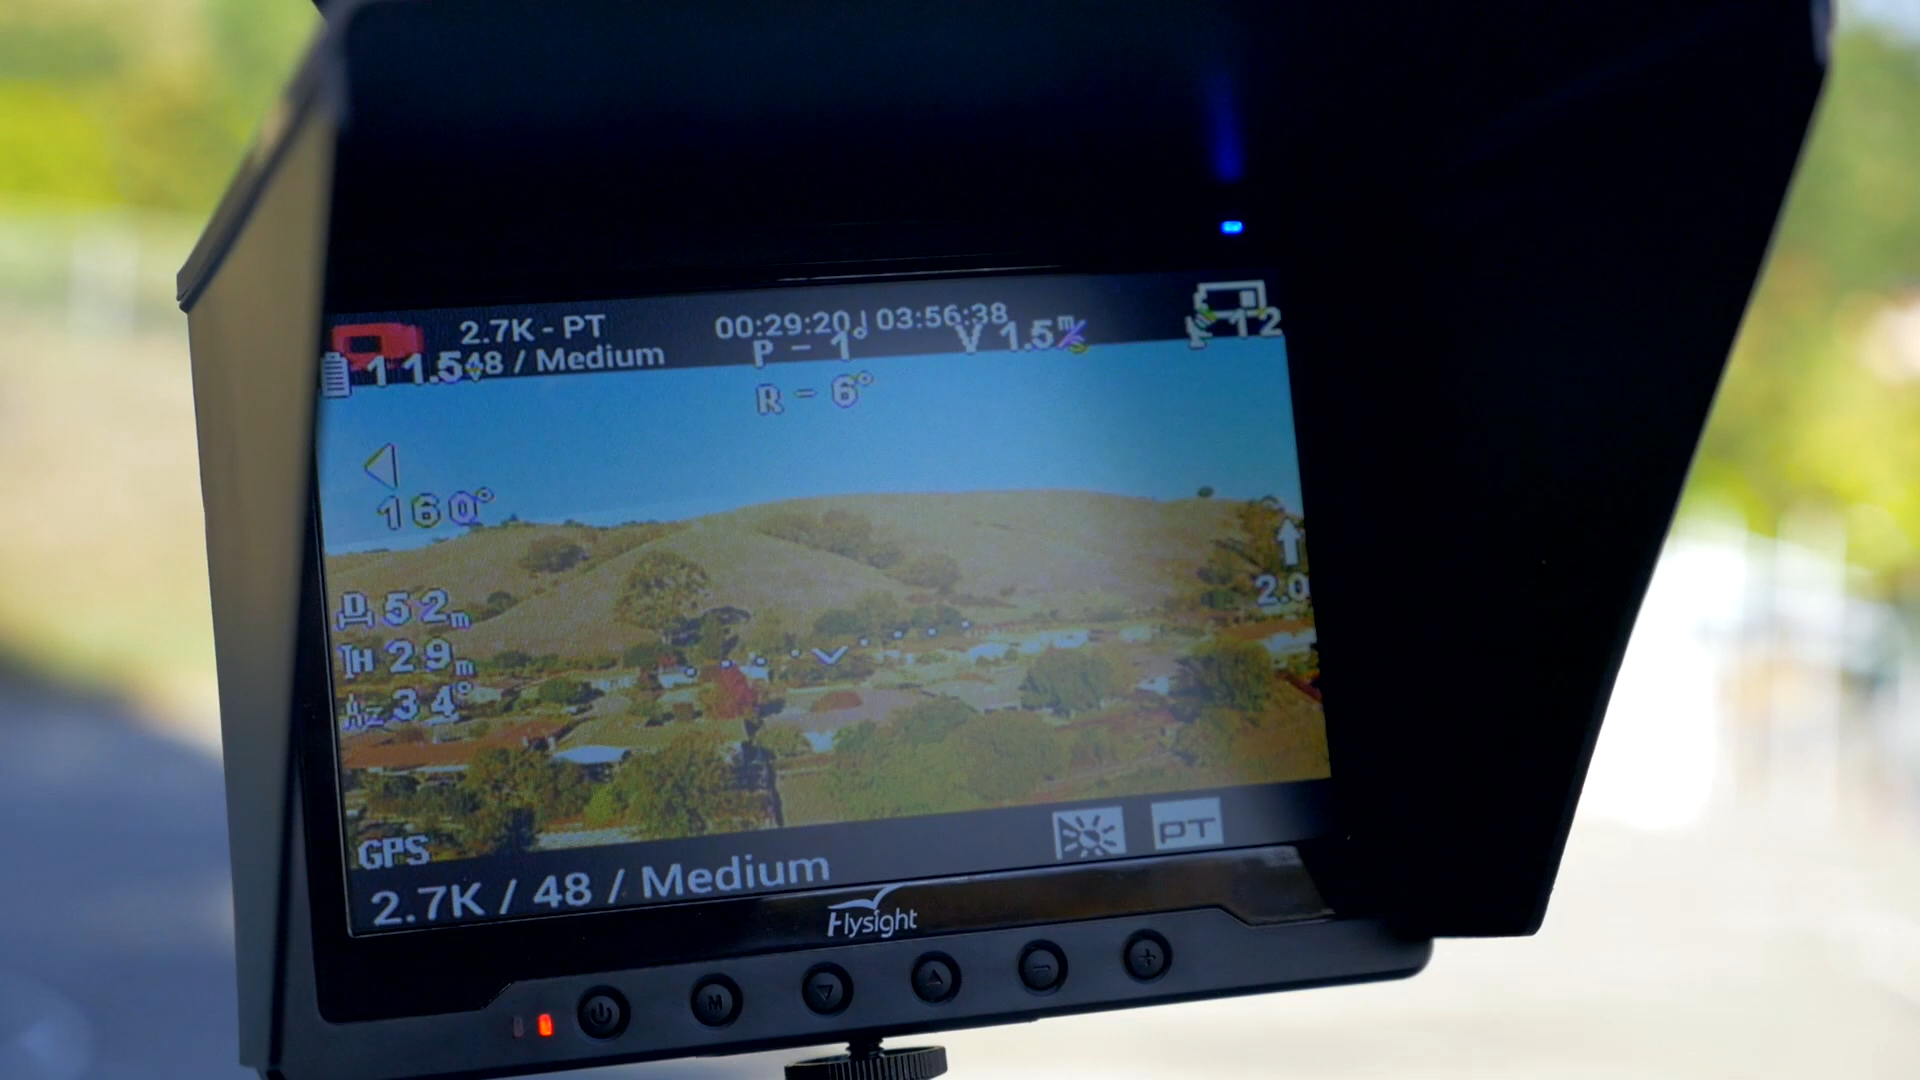 2.7K - PT
00:29:20 | 03:56:38
48 / Medium
11.5
P - 1°
V 1.5 m/s
12
R - 6°
160°
D 52m
H 29m
Az 34°
2.0
GPS
PT
2.7K / 48 / Medium
Flysight
M